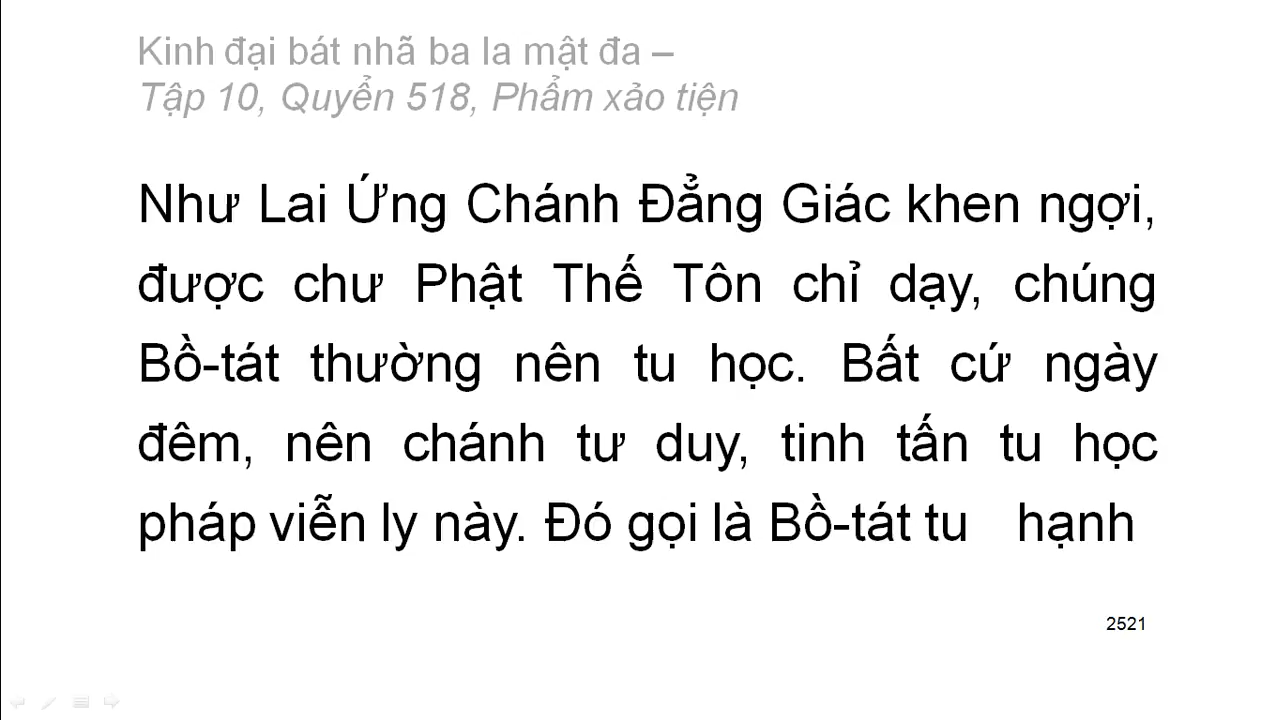 Kinh đại bát nhã ba la mật đa –
Tập 10, Quyển 518, Phẩm xảo tiện
Như Lai Ứng Chánh Đẳng Giác khen ngợi,
được chư Phật Thế Tôn chỉ dạy, chúng
Bồ-tát thường nên tu học. Bất cứ ngày
đêm, nên chánh tư duy, tinh tấn tu học
pháp viễn ly này. Đó gọi là Bồ-tát tu hạnh
2521